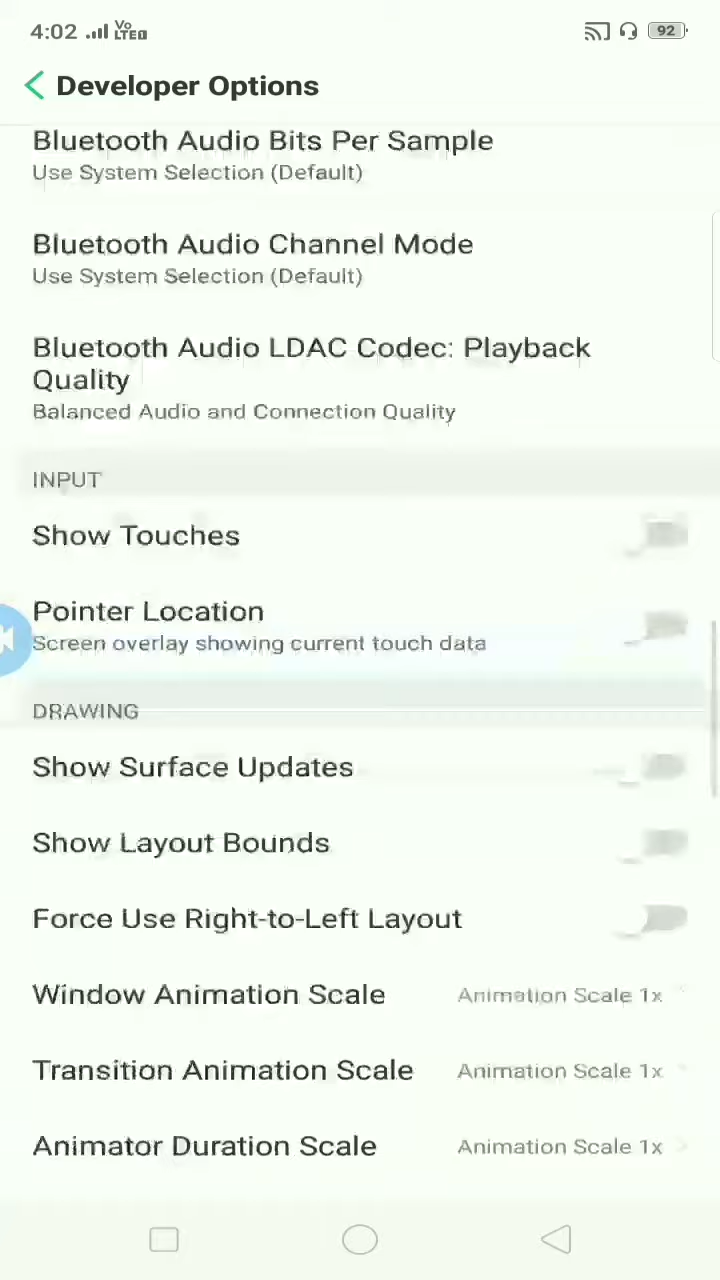 4:02 Vo LTE
92
Developer Options
Bluetooth Audio Bits Per Sample
Use System Selection (Default)
Bluetooth Audio Channel Mode
Use System Selection (Default)
Bluetooth Audio LDAC Codec: Playback
Quality
Balanced Audio and Connection Quality
INPUT
Show Touches
Pointer Location
Screen overlay showing current touch data
DRAWING
Show Surface Updates
Show Layout Bounds
Force Use Right-to-Left Layout
Window Animation Scale Animation Scale 1x
Transition Animation Scale Animation Scale 1x
Animator Duration Scale Animation Scale 1x